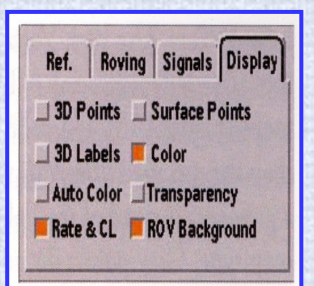 Ref. Roving Signals Display
3D Points Surface Points
3D Labels Color
Auto Color Transparency
Rate & CL ROV Background